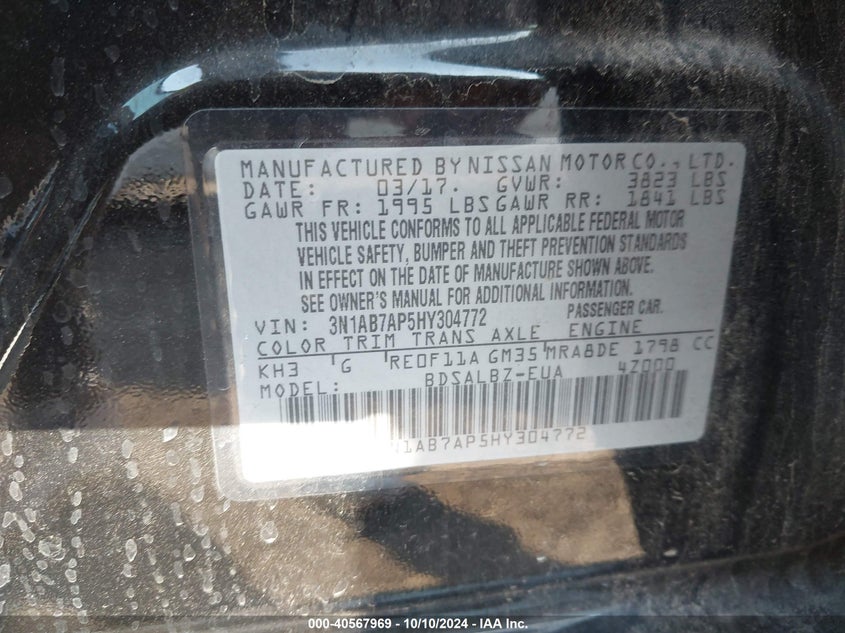 MANUFACTURED BY NISSAN MOTOR CO., LTD.
DATE: 03/17. GVWR: 3823 LBS
GAWR FR: 1995 LBS GAWR RR: 1841 LBS
THIS VEHICLE CONFORMS TO ALL APPLICABLE FEDERAL MOTOR
VEHICLE SAFETY, BUMPER AND THEFT PREVENTION STANDARDS
IN EFFECT ON THE DATE OF MANUFACTURE SHOWN ABOVE.
SEE OWNER'S MANUAL FOR ADDITIONAL INFORMATION.
VIN: 3N1AB7AP5HY304772 PASSENGER CAR.
COLOR TRIM TRANS AXLE ENGINE
KH3 G RE0F11A GM35 MRA8DE 1798 CC
MODEL: BDSALBZ-EUA 4Z000
N1AB7AP5HY304772
000-40567969 - 10/10/2024 - IAA Inc.